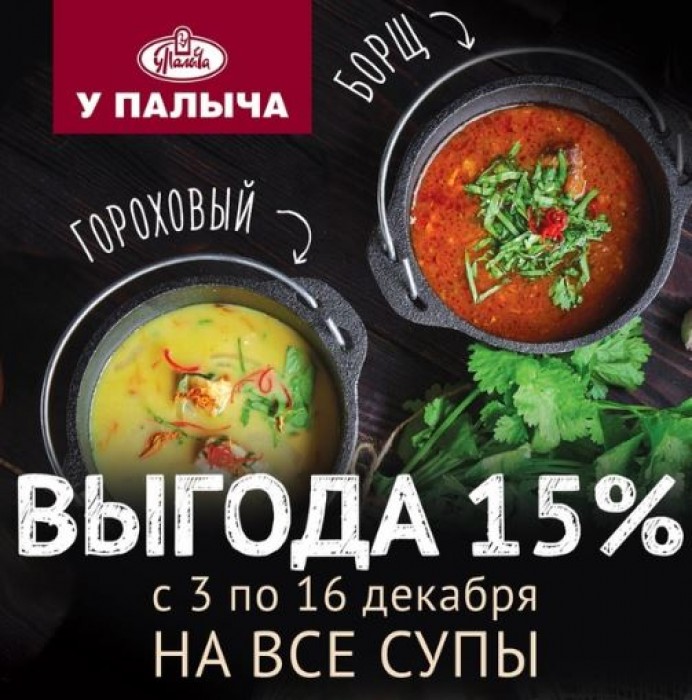 у Палыча
У ПАЛЫЧА
БОРЩ
ГОРОХОВЫЙ
ВЫГОДА 15%
с 3 по 16 декабря
НА ВСЕ СУПЫ